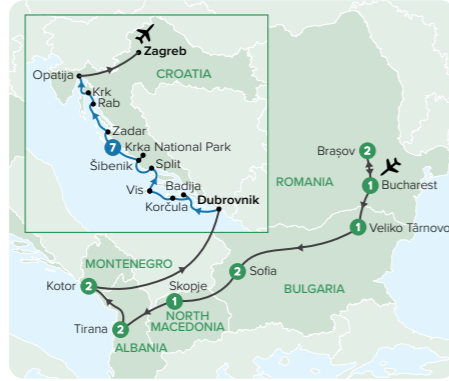 Zagreb
Opatija
CROATIA
Krk
Rab
Zadar
7
Krka National Park
Šibenik
Split
Vis
Badija
Korčula
Dubrovnik
Brașov
2
ROMANIA
1
Bucharest
1
Veliko Târnovo
MONTENEGRO
Kotor
2
Skopje
1
2
Sofia
BULGARIA
NORTH
MACEDONIA
Tirana
2
ALBANIA